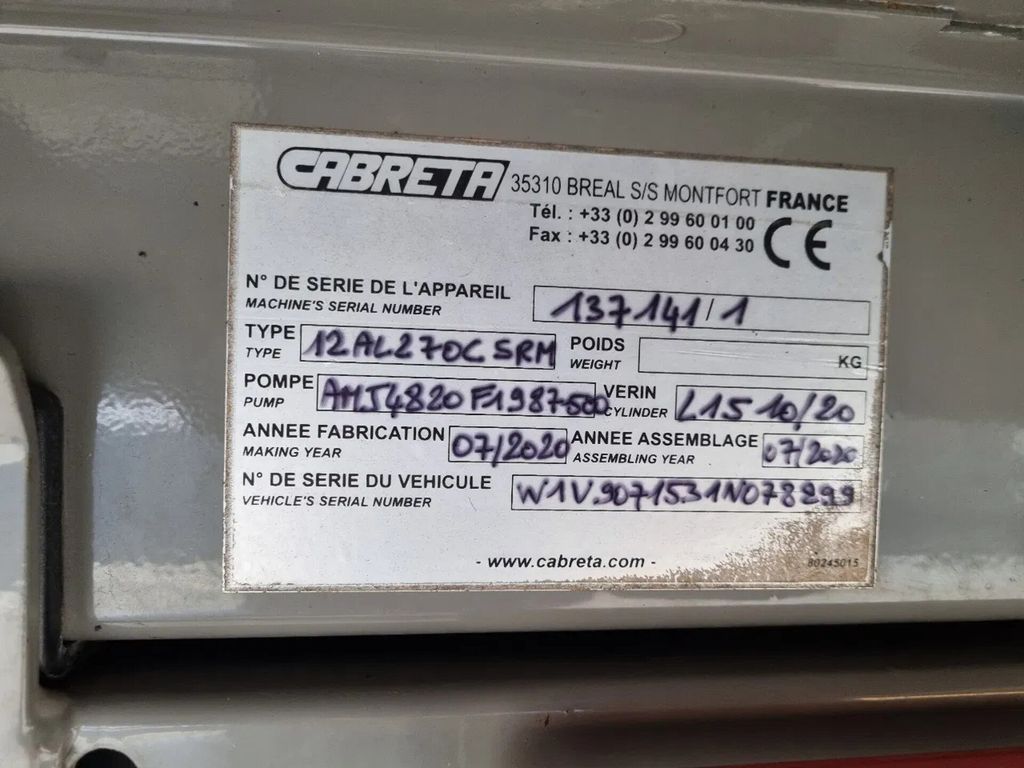 CABRETA 35310 BREAL S/S MONTFORT FRANCE
Tél. : +33 (0) 2 99 60 01 00
Fax : +33 (0) 2 99 60 04 30
CE
N° DE SERIE DE L'APPAREIL 137141/1
MACHINE'S SERIAL NUMBER
TYPE 12AL270C5RM POIDS KG
TYPE WEIGHT
POMPE AMJ4820F1987500 VERIN L1510/20
PUMP CYLINDER
ANNEE FABRICATION 07/2020 ANNEE ASSEMBLAGE 07/2020
MAKING YEAR ASSEMBLING YEAR
N° DE SERIE DU VEHICULE W1V9071531N078299
VEHICLE'S SERIAL NUMBER
- www.cabreta.com - 80245015